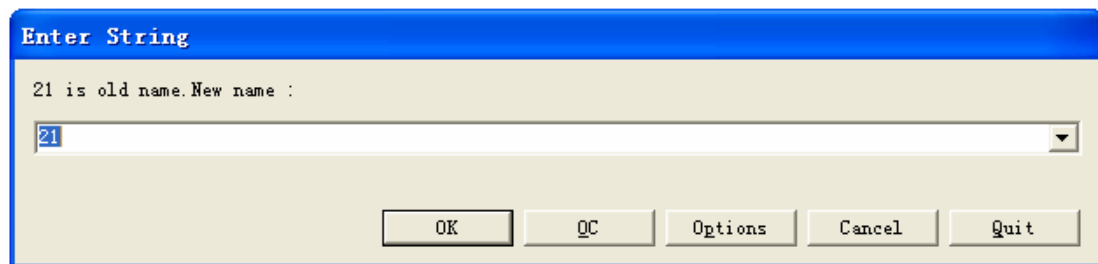 Enter String
21 is old name.New name :
21
OK QC Options Cancel Quit